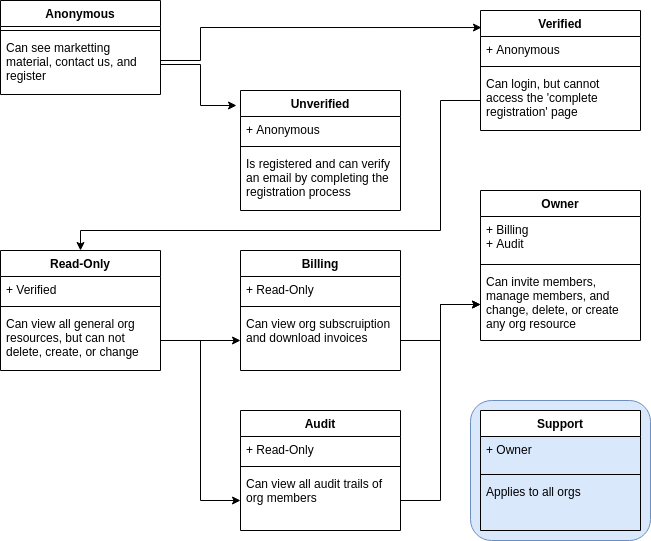 Anonymous
Can see marketting
material, contact us, and
register
Verified
+ Anonymous
Can login, but cannot
access the 'complete
registration' page
Unverified
+ Anonymous
Is registered and can verify
an email by completing the
registration process
Owner
+ Billing
+ Audit
Can invite members,
manage members, and
change, delete, or create
any org resource
Read-Only
+ Verified
Can view all general org
resources, but can not
delete, create, or change
Billing
+ Read-Only
Can view org subscruiption
and download invoices
Audit
+ Read-Only
Can view all audit trails of
org members
Support
+ Owner
Applies to all orgs